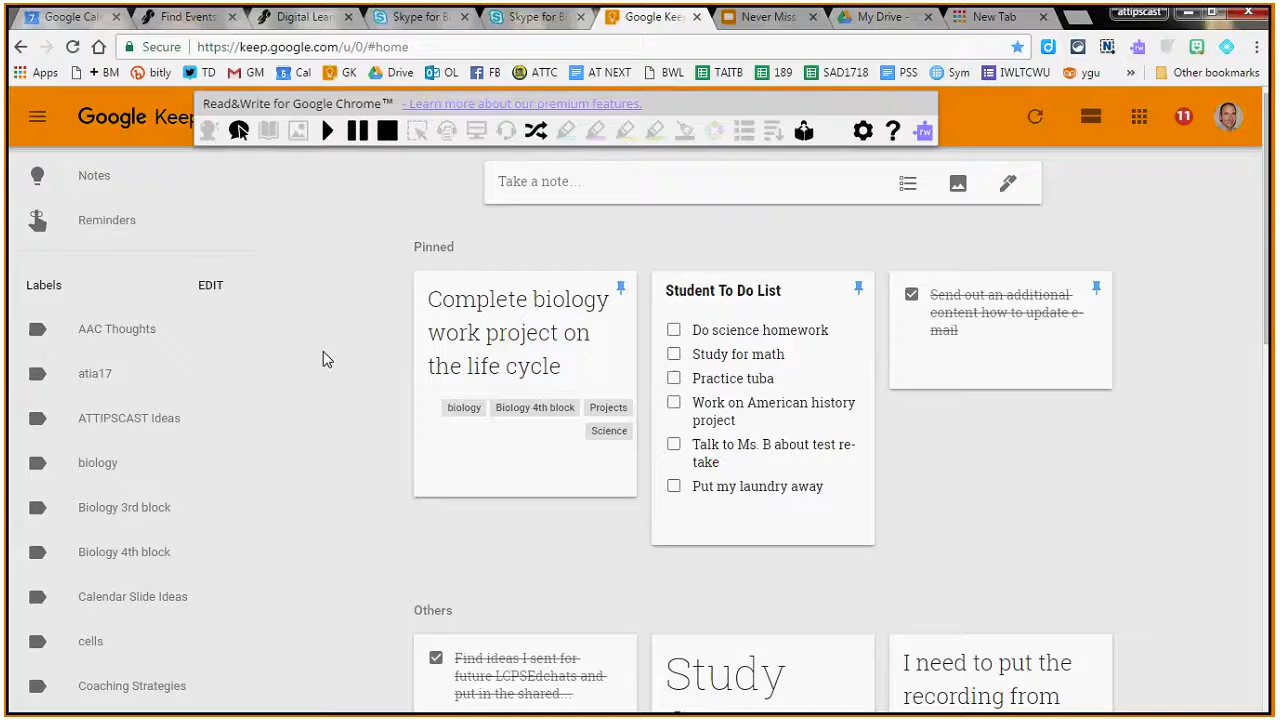 Google Cal
Find Events
Digital Lear
Skype for B
Skype for B
Google Kee
Never Miss
My Drive -
New Tab
attipscast
Secure
https://keep.google.com/u/0/#home
Apps
+ BM
bitly
TD
GM
Cal
GK
Drive
OL
FB
ATTC
AT NEXT
BWL
TAITB
189
SAD1718
PSS
Sym
IWLTCWU
ygu
»
Other bookmarks
Read&Write for Google Chrome™ - Learn more about our premium features.
Google Keep
11
Notes
Reminders
Labels
EDIT
AAC Thoughts
atia17
ATTIPSCAST Ideas
biology
Biology 3rd block
Biology 4th block
Calendar Slide Ideas
cells
Coaching Strategies
Take a note...
Pinned
Complete biology
work project on
the life cycle
biology Biology 4th block Projects
Science
Student To Do List
Do science homework
Study for math
Practice tuba
Work on American history
project
Talk to Ms. B about test re-
take
Put my laundry away
Send out an additional
content how to update e-
mail
Others
Find ideas I sent for
future LCPSEdchats and
put in the shared...
Study
I need to put the
recording from